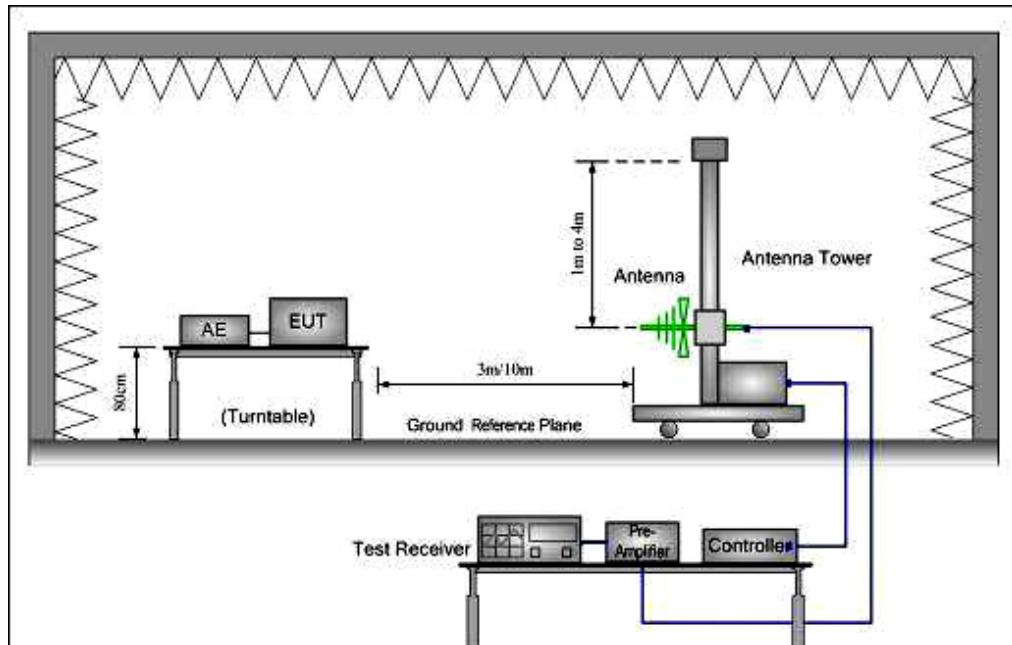 1m to 4m
Antenna
Antenna Tower
AE
EUT
80cm
(Turntable)
3m/10m
Ground Reference Plane
Test Receiver
Pre-
Amplifier
Controller